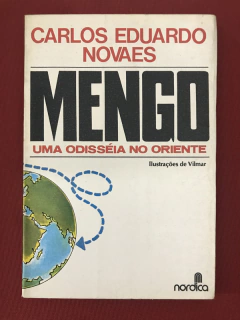 CARLOS EDUARDO
NOVAES
MENGO
UMA ODISSÉIA NO ORIENTE
Ilustrações de Vilmar
nordica